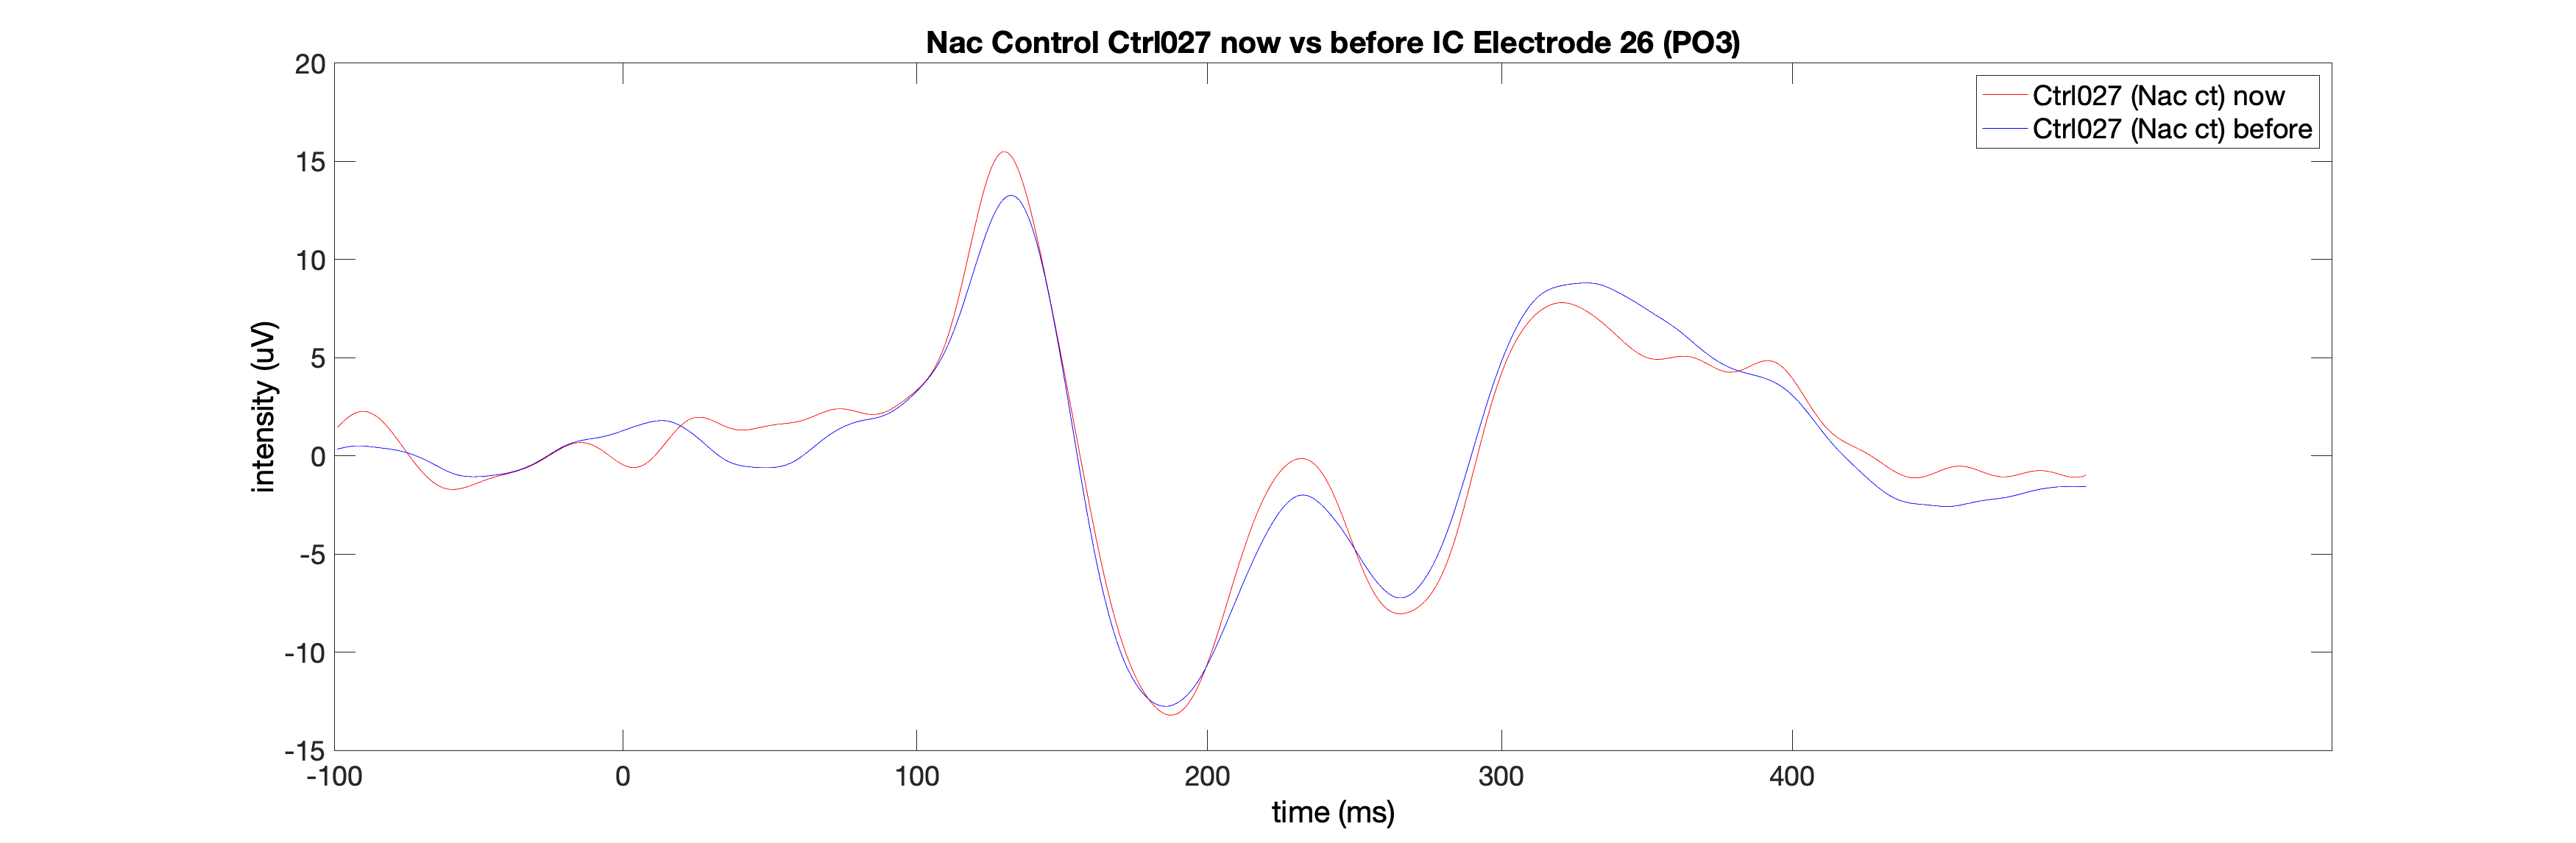 Nac Control Ctrl027 now vs before IC Electrode 26 (PO3)
20
15
10
5
0
-5
-10
-15
intensity (uV)
Ctrl027 (Nac ct) now
Ctrl027 (Nac ct) before
-100 0 100 200 300 400
time (ms)